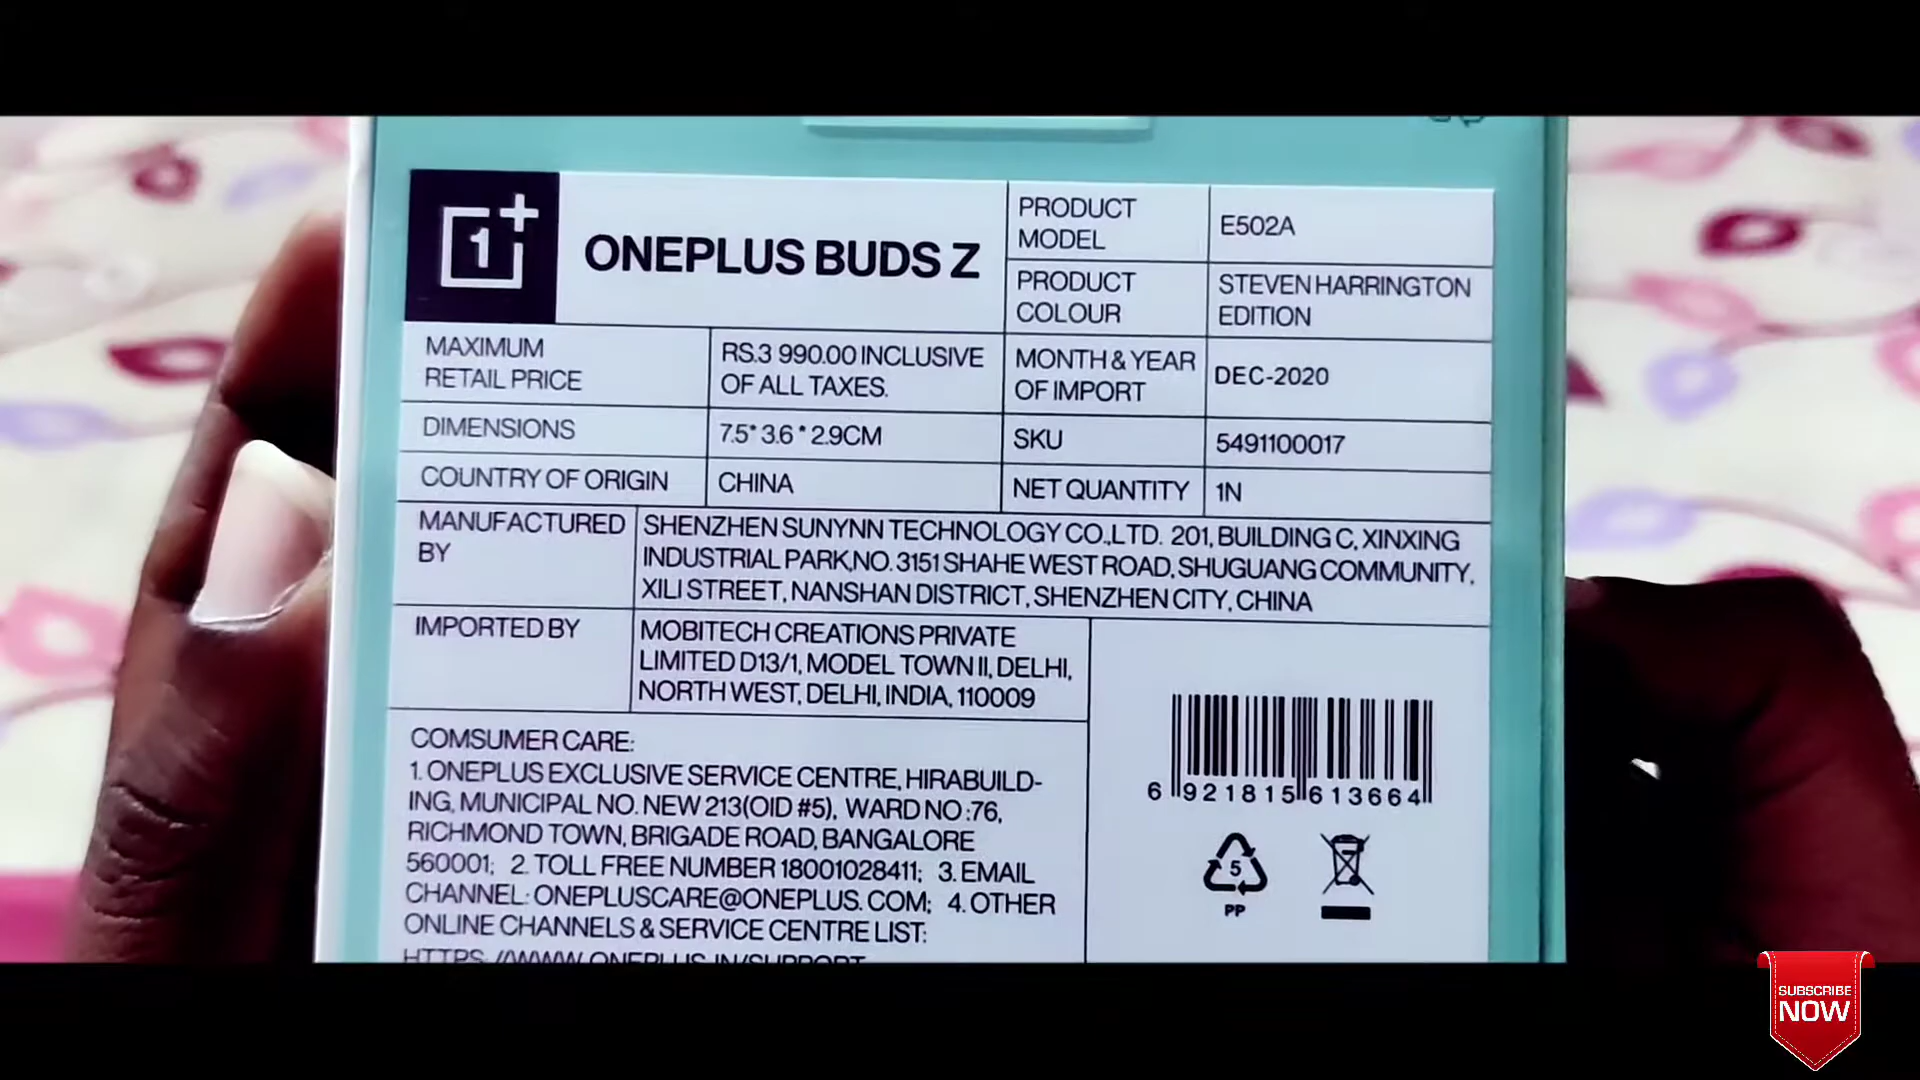 1+
ONEPLUS BUDS Z
PRODUCT
MODEL
E502A
PRODUCT
COLOUR
STEVEN HARRINGTON
EDITION
MAXIMUM
RETAIL PRICE
RS.3 990.00 INCLUSIVE
OF ALL TAXES.
MONTH & YEAR
OF IMPORT
DEC-2020
DIMENSIONS
7.5* 3.6 * 2.9CM
SKU
5491100017
COUNTRY OF ORIGIN
CHINA
NET QUANTITY
1N
MANUFACTURED
BY
SHENZHEN SUNYNN TECHNOLOGY CO.,LTD. 201, BUILDING C, XINXING
INDUSTRIAL PARK,NO. 3151 SHAHE WEST ROAD, SHUGUANG COMMUNITY,
XILI STREET, NANSHAN DISTRICT, SHENZHEN CITY, CHINA
IMPORTED BY
MOBITECH CREATIONS PRIVATE
LIMITED D13/1, MODEL TOWN II, DELHI,
NORTH WEST, DELHI, INDIA, 110009
COMSUMER CARE:
1. ONEPLUS EXCLUSIVE SERVICE CENTRE, HIRABUILD-
ING, MUNICIPAL NO. NEW 213(OID #5), WARD NO :76,
RICHMOND TOWN, BRIGADE ROAD, BANGALORE
560001; 2. TOLL FREE NUMBER 18001028411; 3. EMAIL
CHANNEL: ONEPLUSCARE@ONEPLUS. COM; 4. OTHER
ONLINE CHANNELS & SERVICE CENTRE LIST:
HTTPS://WWW.ONEPLUS.IN/SUPPORT
6 921815 613664
5
PP
SUBSCRIBE
NOW